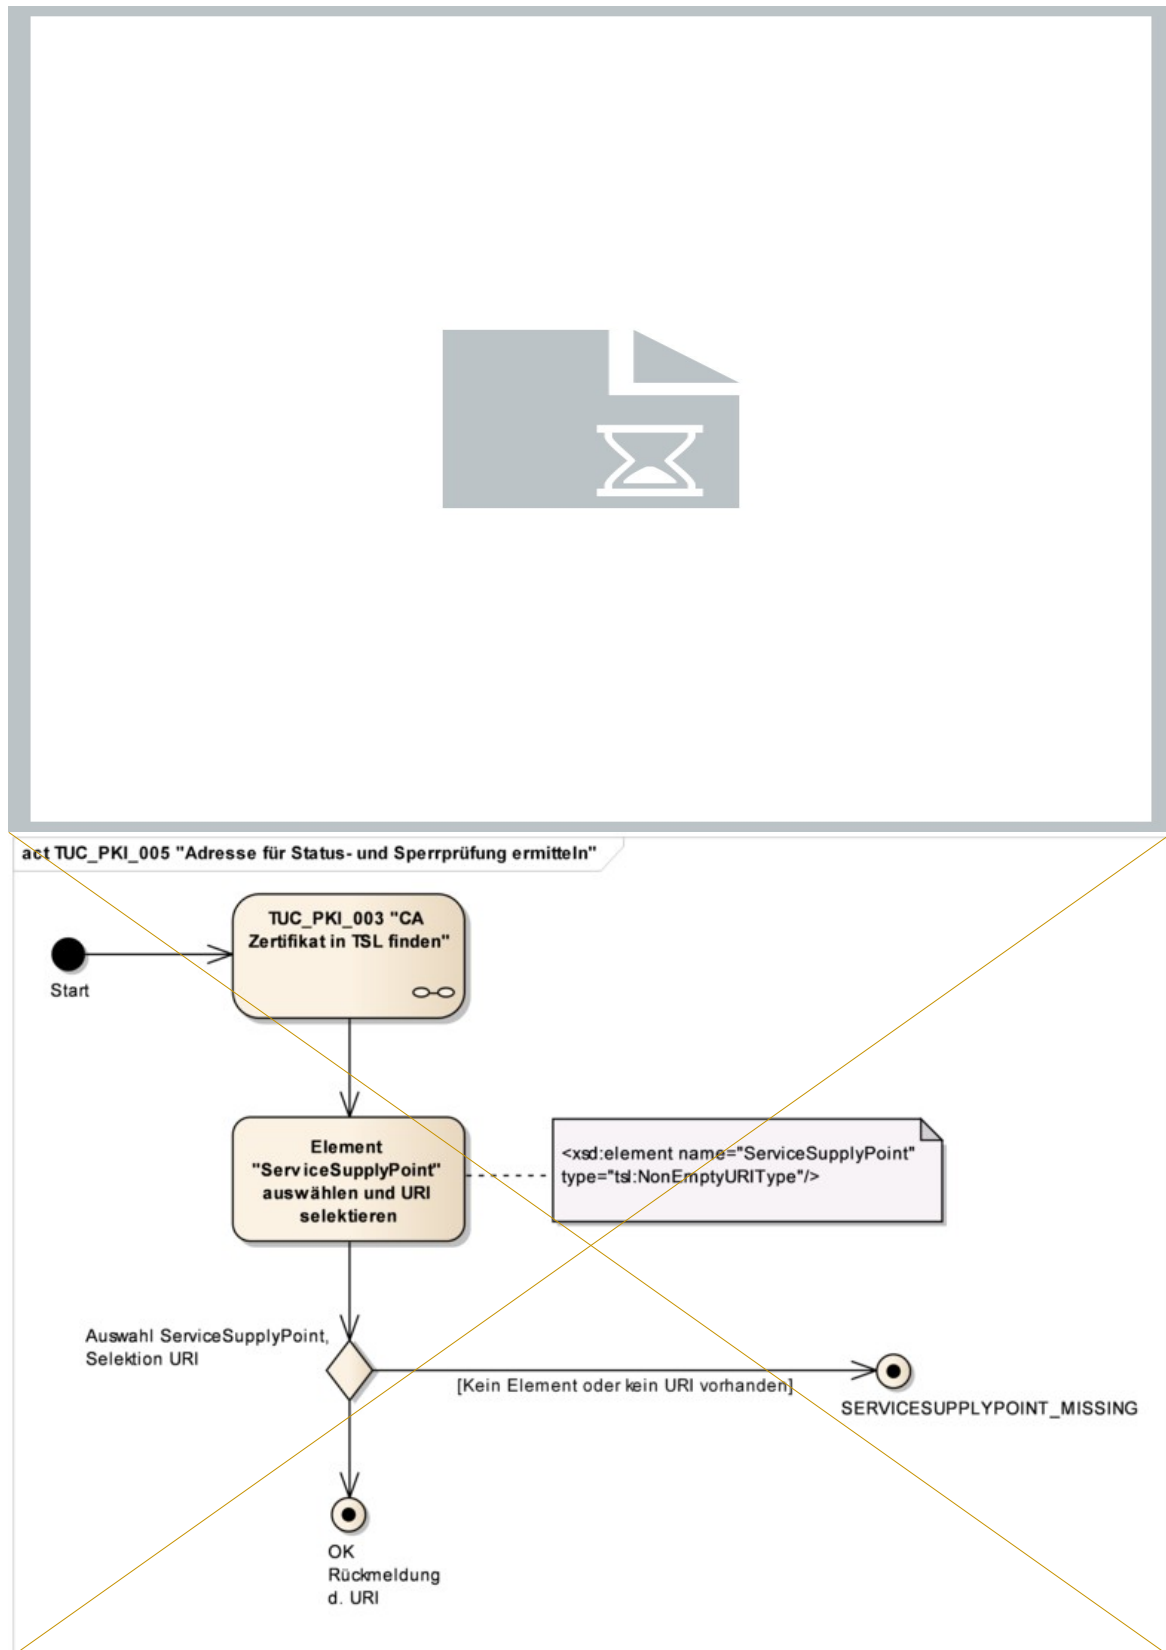 act TUC_PKI_005 "Adresse für Status- und Sperrprüfung ermitteln"
TUC_PKI_003 "CA
Zertifikat in TSL finden"
Start
Element
"ServiceSupplyPoint"
auswählen und URI
selektieren
<xsd:element name="ServiceSupplyPoint"
type="tsl:NonEmptyURIType"/>
Auswahl ServiceSupplyPoint,
Selektion URI
[Kein Element oder kein URI vorhanden]
SERVICESUPPLYPOINT_MISSING
OK
Rückmeldung
d. URI